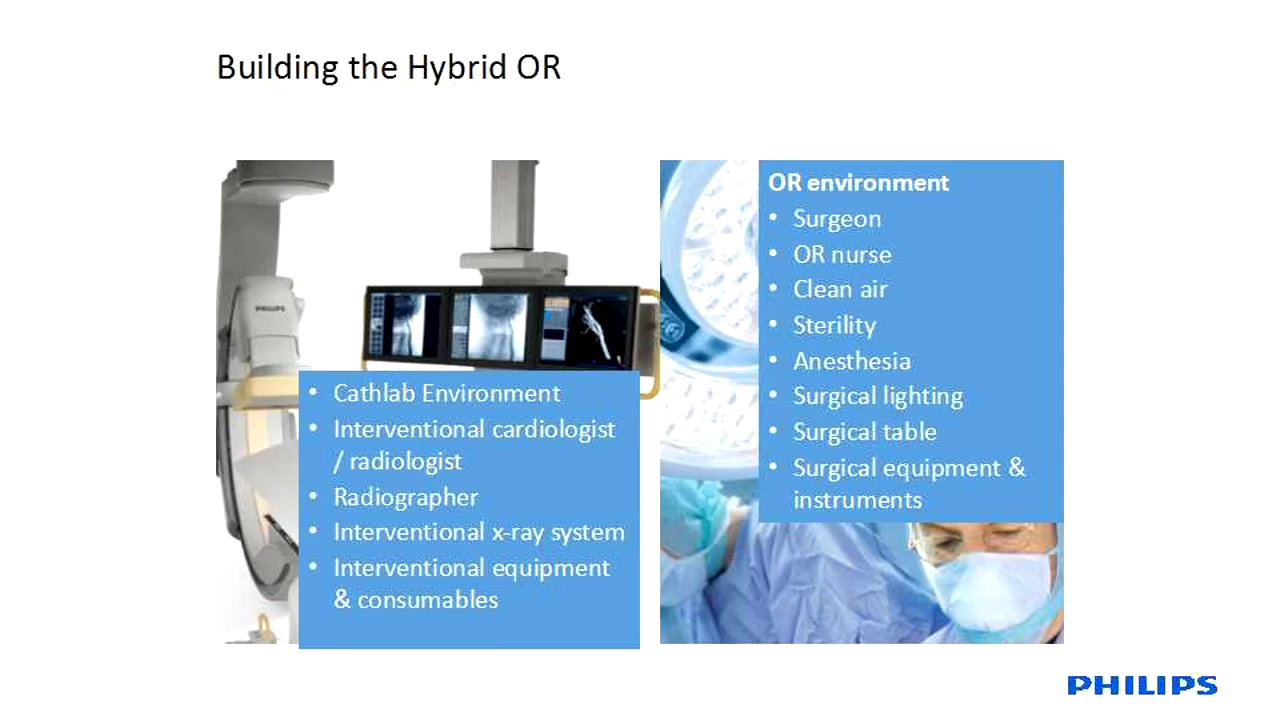 Building the Hybrid OR
PHILIPS
• Cathlab Environment
• Interventional cardiologist
/ radiologist
• Radiographer
• Interventional x-ray system
• Interventional equipment
& consumables
OR environment
• Surgeon
• OR nurse
• Clean air
• Sterility
• Anesthesia
• Surgical lighting
• Surgical table
• Surgical equipment &
instruments
PHILIPS